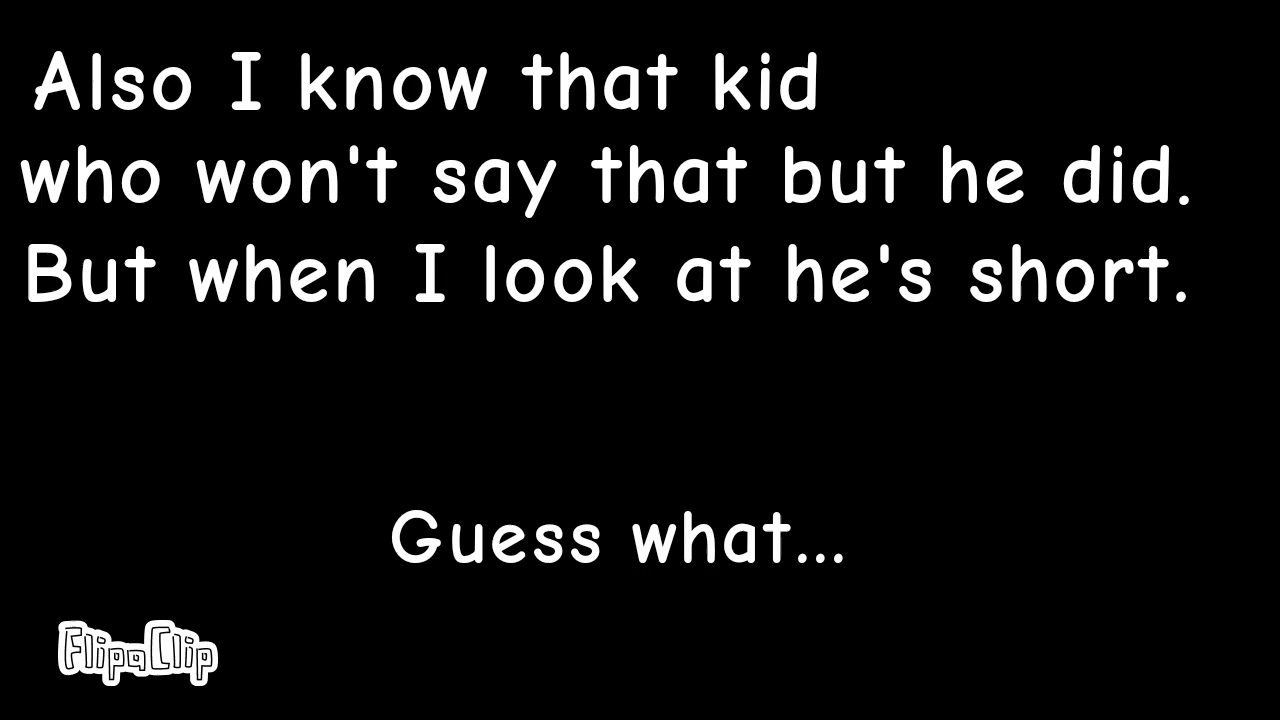 Also I know that kid
who won't say that but he did.
But when I look at he's short.
Guess what...
FlipaClip